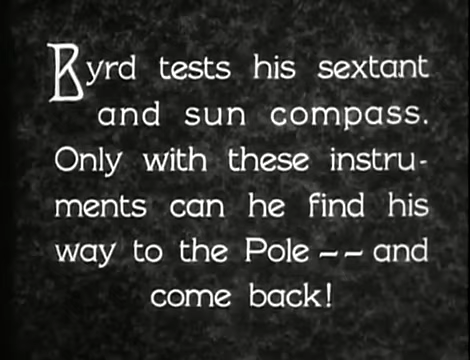 Byrd tests his sextant
and sun compass.
Only with these instru-
ments can he find his
way to the Pole -- and
come back!